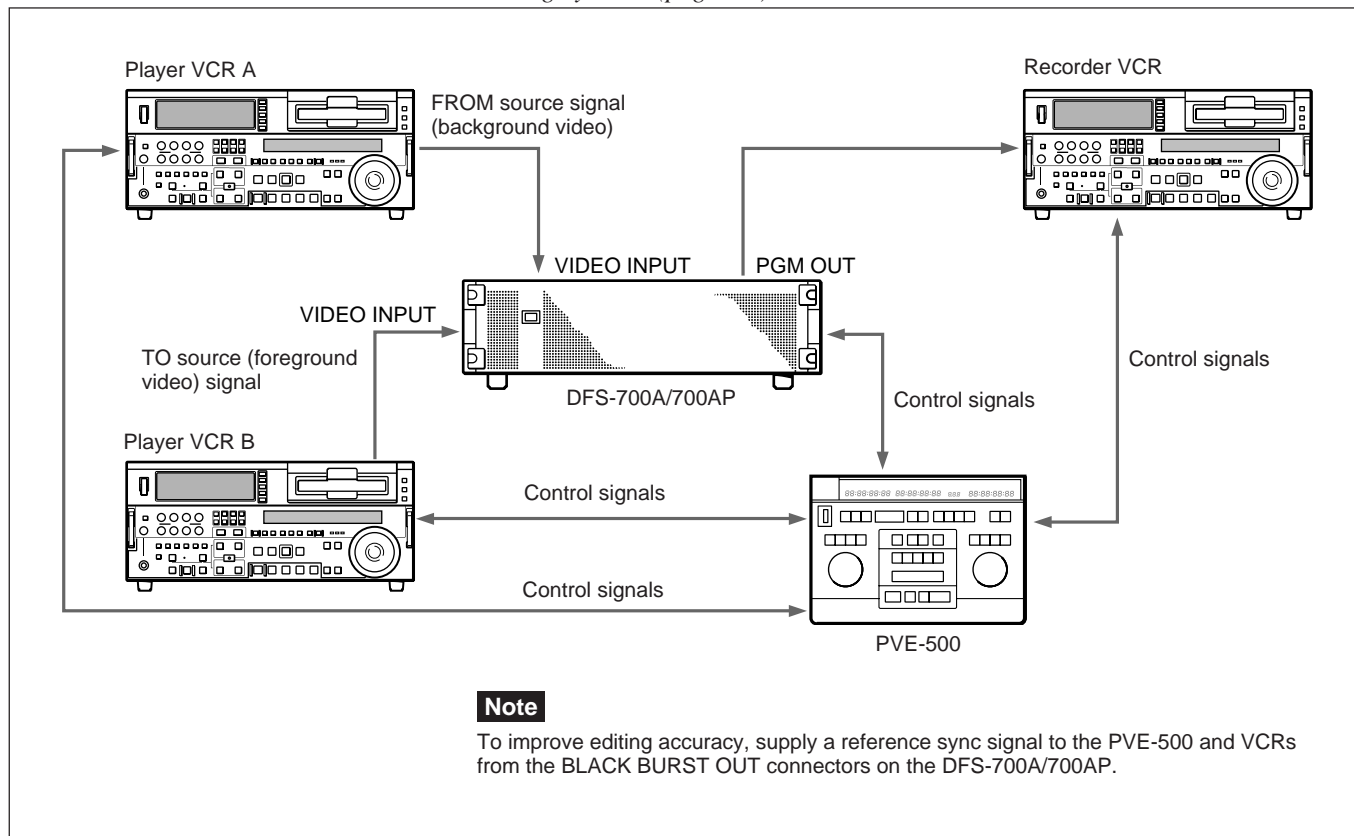 Player VCR A
Recorder VCR
FROM source signal
(background video)
VIDEO INPUT
PGM OUT
VIDEO INPUT
TO source (foreground
video) signal
DFS-700A/700AP
Control signals
Control signals
Player VCR B
Control signals
Control signals
PVE-500
Note
To improve editing accuracy, supply a reference sync signal to the PVE-500 and VCRs
from the BLACK BURST OUT connectors on the DFS-700A/700AP.